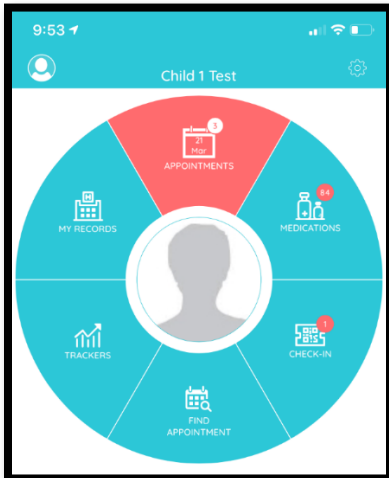 9:53
Child 1 Test
3
21
Mar
APPOINTMENTS
M
MY RECORDS
84
MEDICATIONS
TRACKERS
1
CHECK-IN
FIND
APPOINTMENT